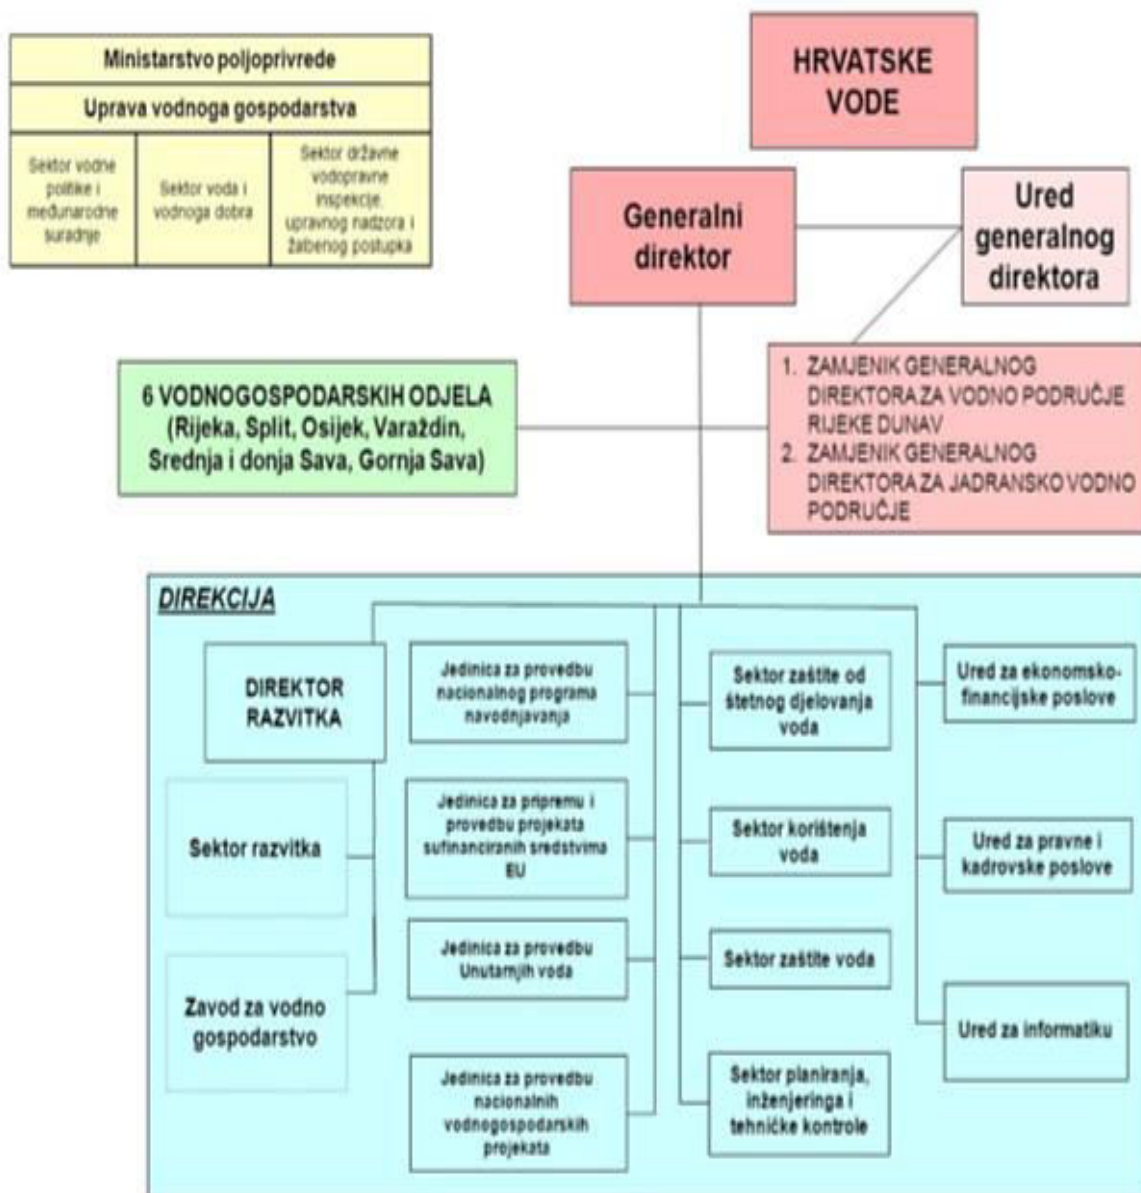 Ministarstvo poljoprivrede
Uprava vodnoga gospodarstva
Sektor vodne
politike i
međunarodne
suradnje
Sektor voda i
vodnoga dobra
Sektor državne
vodopravne
inspekcije,
upravnog nadzora i
žalbenog postupka
HRVATSKE
VODE
Generalni
direktor
Ured
generalnog
direktora
6 VODNOGOSPODARSKIH ODJELA
(Rijeka, Split, Osijek, Varaždin,
Srednja i donja Sava, Gornja Sava)
1. ZAMJENIK GENERALNOG
DIREKTORA ZA VODNO PODRUČJE
RIJEKE DUNAV
2. ZAMJENIK GENERALNOG
DIREKTORA ZA JADRANSKO VODNO
PODRUČJE
DIREKCIJA
DIREKTOR
RAZVITKA
Sektor razvitka
Zavod za vodno
gospodarstvo
Jedinica za provedbu
nacionalnog programa
navodnjavanja
Jedinica za pripremu i
provedbu projekata
sufinanciranih sredstvima
EU
Jedinica za provedbu
Unutarnjih voda
Jedinica za provedbu
nacionalnih
vodnogospodarskih
projekata
Sektor zaštite od
štetnog djelovanja
voda
Sektor korištenja
voda
Sektor zaštite voda
Sektor planiranja,
inženjeringa i
tehničke kontrole
Ured za ekonomsko-
financijske poslove
Ured za pravne i
kadrovske poslove
Ured za informatiku